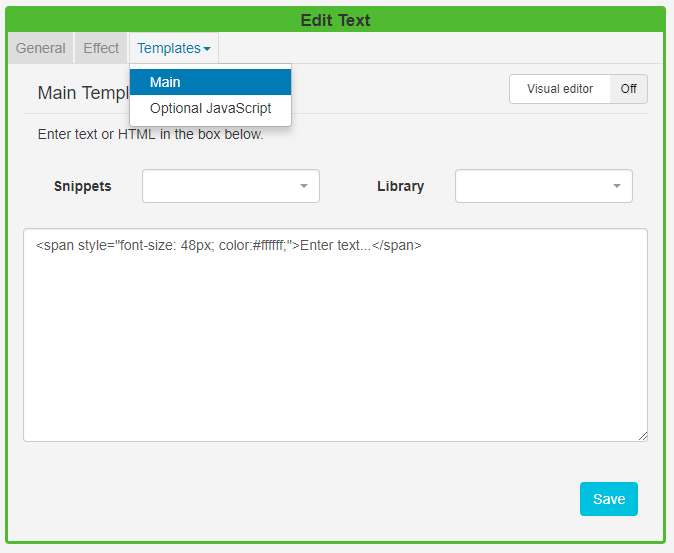 Edit Text
General Effect Templates
Main
Optional JavaScript
Main Templ
Visual editor Off
Enter text or HTML in the box below.
Snippets Library
<span style="font-size: 48px; color:#ffffff;">Enter text...</span>
Save